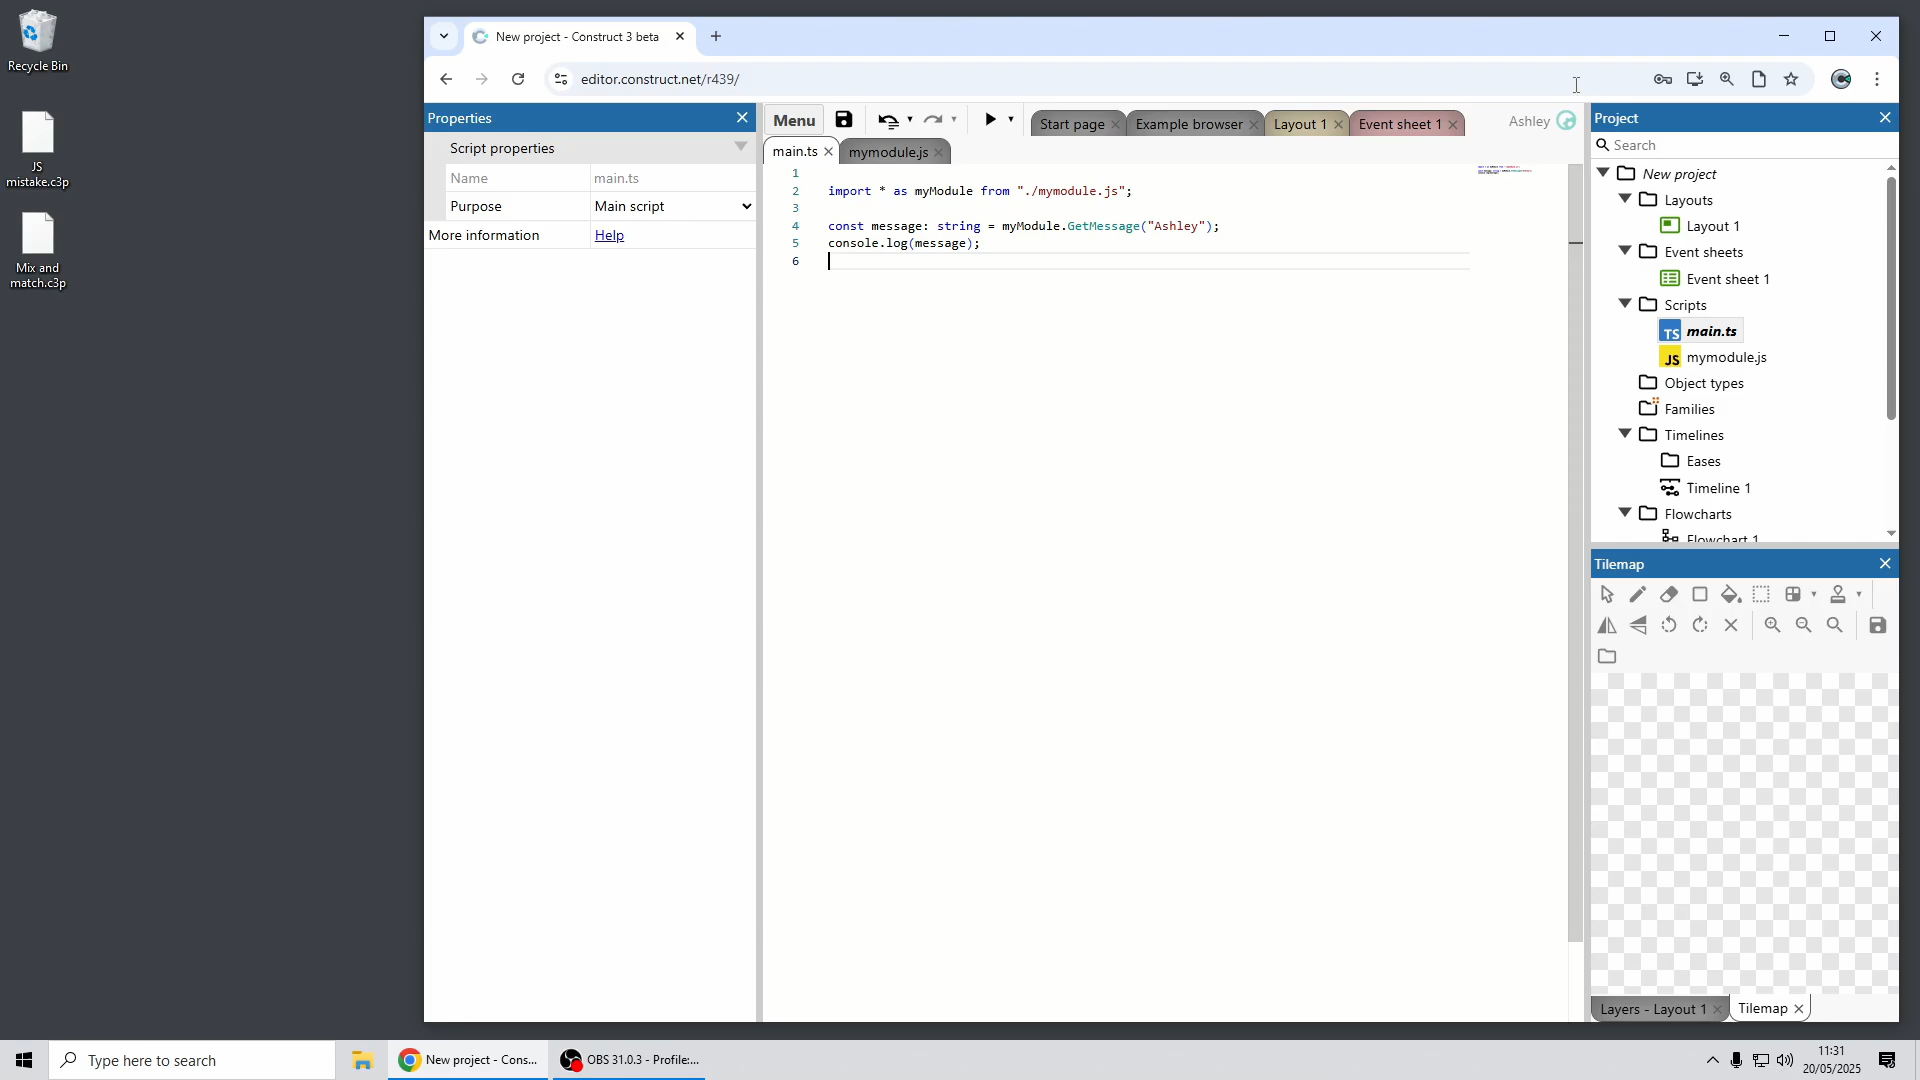 Recycle Bin
JS
mistake.c3p
Mix and
match.c3p
New project - Construct 3 beta
editor.construct.net/r439/
Properties
Script properties
Name main.ts
Purpose Main script
More information Help
Menu
Start page
Example browser
Layout 1
Event sheet 1
Ashley
main.ts
mymodule.js
1
2 import * as myModule from "./mymodule.js";
3
4 const message: string = myModule.GetMessage("Ashley");
5 console.log(message);
6
Project
Search
New project
Layouts
Layout 1
Event sheets
Event sheet 1
Scripts
TS main.ts
JS mymodule.js
Object types
Families
Timelines
Eases
Timeline 1
Flowcharts
Flowchart 1
Tilemap
Layers - Layout 1
Tilemap
Type here to search
New project - Cons...
OBS 31.0.3 - Profile:...
11:31
20/05/2025